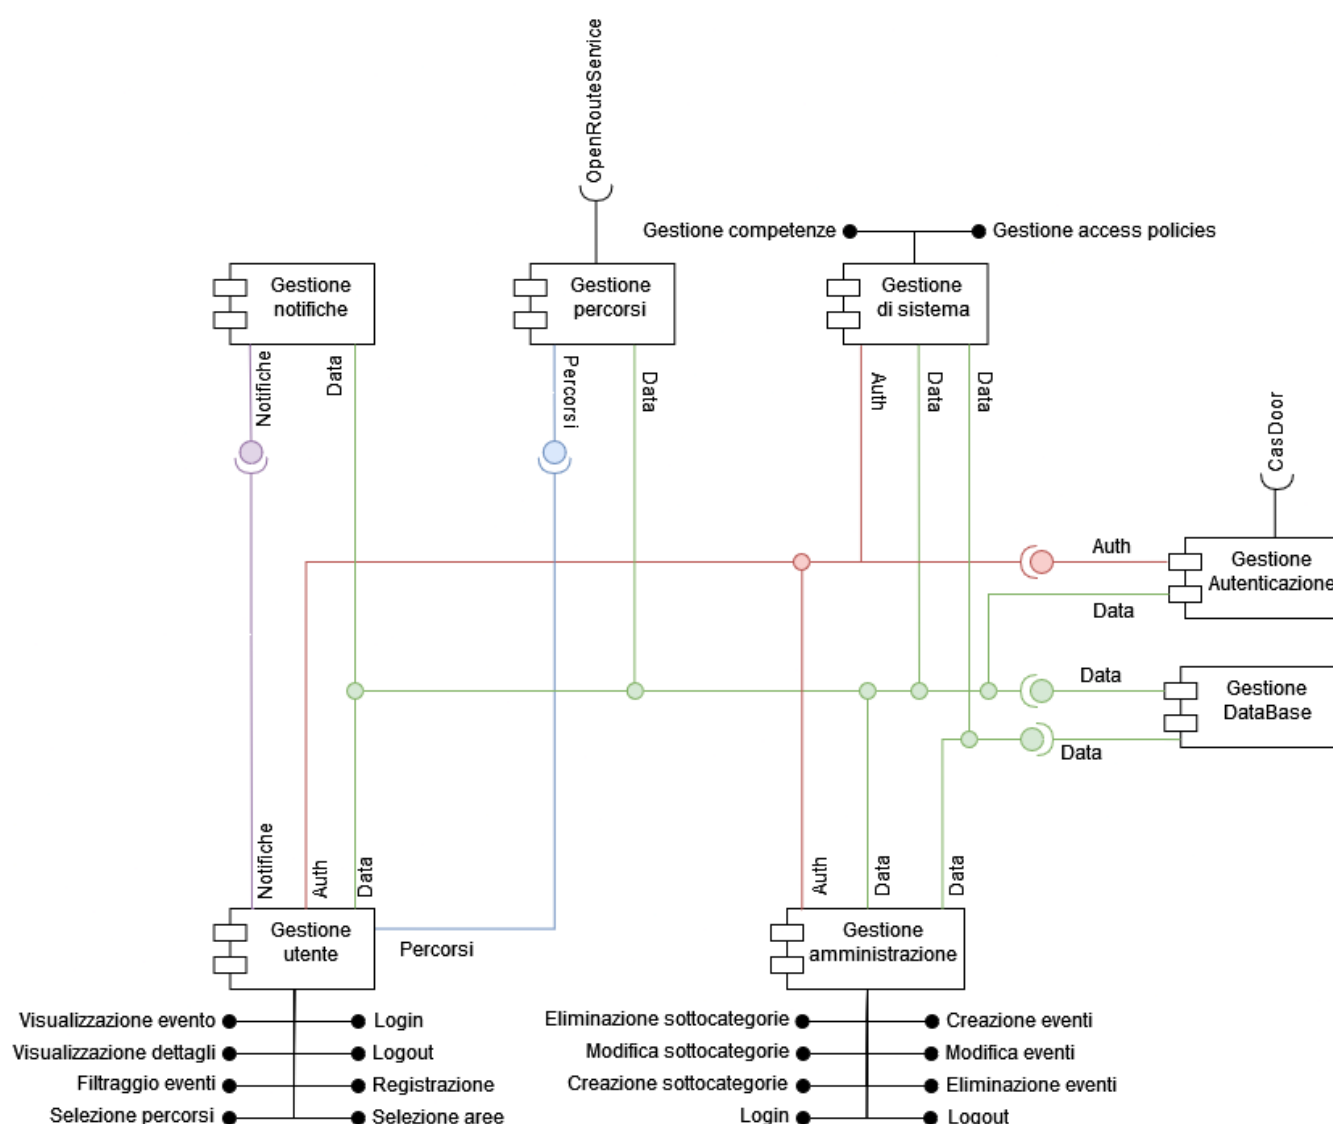 OpenRouteService
Gestione competenze
Gestione access policies
Gestione
notifiche
Gestione
percorsi
Gestione
di sistema
Notifiche
Data
Percorsi
Data
Auth
Data
Data
CasDoor
Auth
Gestione
Autenticazione
Data
Data
Gestione
DataBase
Data
Notifiche
Auth
Data
Auth
Data
Data
Gestione
utente
Percorsi
Gestione
amministrazione
Visualizzazione evento
Login
Visualizzazione dettagli
Logout
Filtraggio eventi
Registrazione
Selezione percorsi
Selezione aree
Eliminazione sottocategorie
Creazione eventi
Modifica sottocategorie
Modifica eventi
Creazione sottocategorie
Eliminazione eventi
Login
Logout